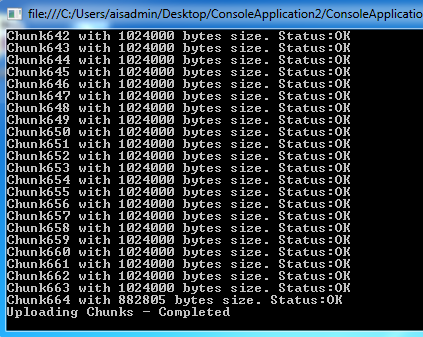 file:///C:/Users/aisadmin/Desktop/ConsoleApplication2/ConsoleApplicatio
Chunk642 with 1024000 bytes size. Status:OK
Chunk643 with 1024000 bytes size. Status:OK
Chunk644 with 1024000 bytes size. Status:OK
Chunk645 with 1024000 bytes size. Status:OK
Chunk646 with 1024000 bytes size. Status:OK
Chunk647 with 1024000 bytes size. Status:OK
Chunk648 with 1024000 bytes size. Status:OK
Chunk649 with 1024000 bytes size. Status:OK
Chunk650 with 1024000 bytes size. Status:OK
Chunk651 with 1024000 bytes size. Status:OK
Chunk652 with 1024000 bytes size. Status:OK
Chunk653 with 1024000 bytes size. Status:OK
Chunk654 with 1024000 bytes size. Status:OK
Chunk655 with 1024000 bytes size. Status:OK
Chunk656 with 1024000 bytes size. Status:OK
Chunk657 with 1024000 bytes size. Status:OK
Chunk658 with 1024000 bytes size. Status:OK
Chunk659 with 1024000 bytes size. Status:OK
Chunk660 with 1024000 bytes size. Status:OK
Chunk661 with 1024000 bytes size. Status:OK
Chunk662 with 1024000 bytes size. Status:OK
Chunk663 with 1024000 bytes size. Status:OK
Chunk664 with 882805 bytes size. Status:OK
Uploading Chunks - Completed